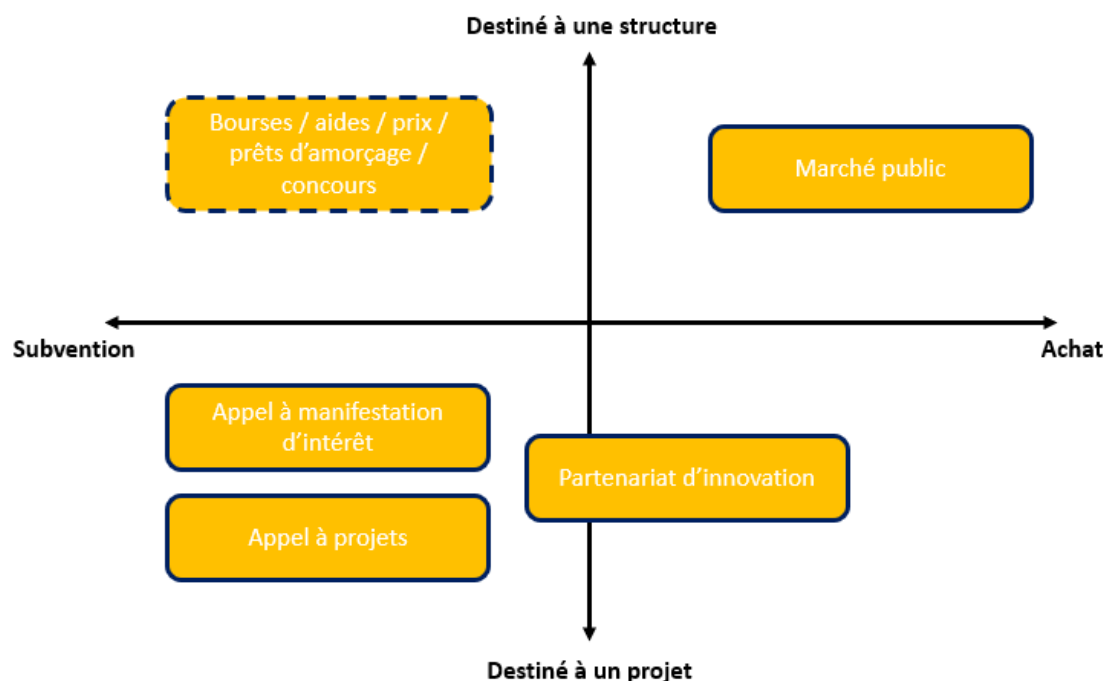 Destiné à une structure
Bourses / aides / prix /
prêts d'amorçage /
concours
Marché public
Subvention
Achat
Appel à manifestation
d'intérêt
Partenariat d'innovation
Appel à projets
Destiné à un projet